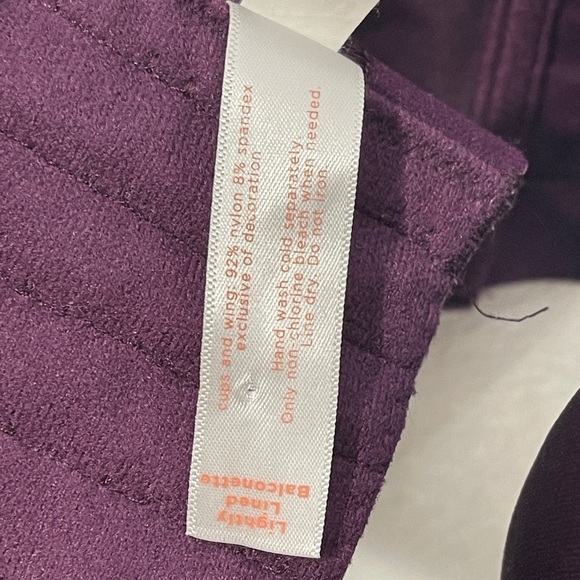 cups and wing: 92% nylon 8% spandex
exclusive of decoration
Hand wash cold separately
Only non-chlorine bleach when needed.
Line dry. Do not Iron
Lightly
Lined
Balconette